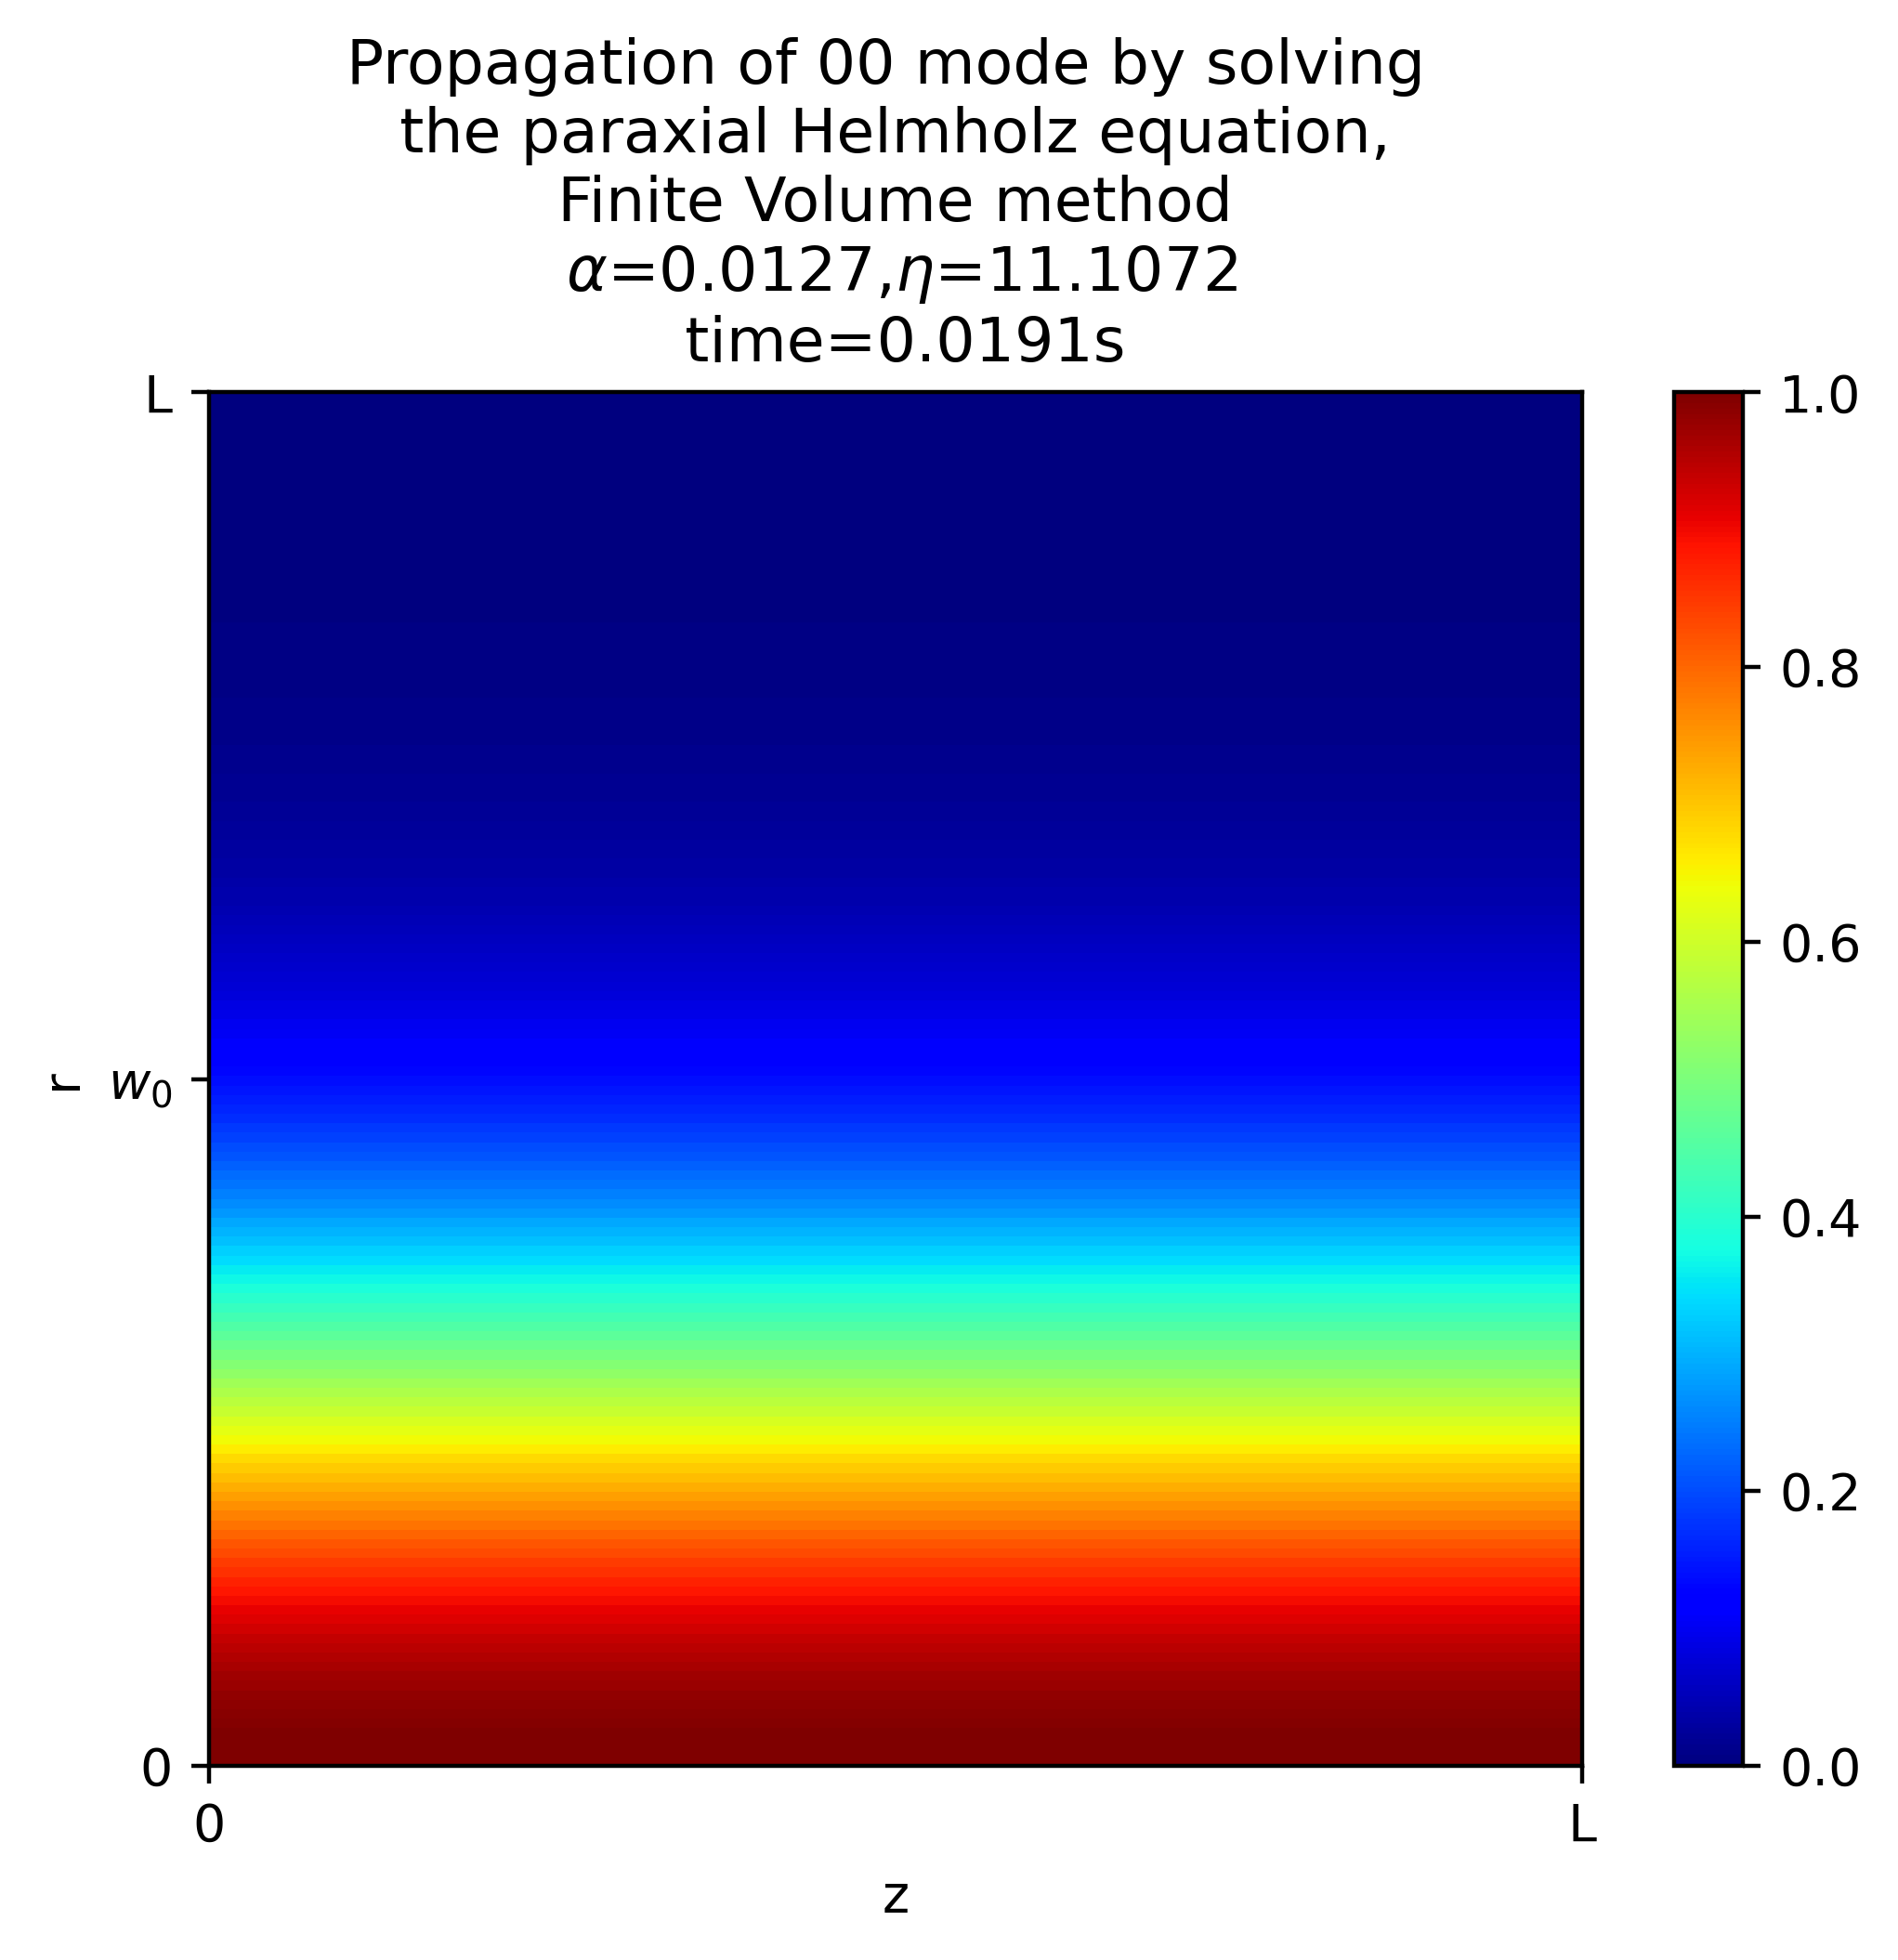 Propagation of 00 mode by solving
the paraxial Helmholz equation,
Finite Volume method
α=0.0127,η=11.1072
time=0.0191s
L
w₀
0
r
0
L
z
1.0
0.8
0.6
0.4
0.2
0.0